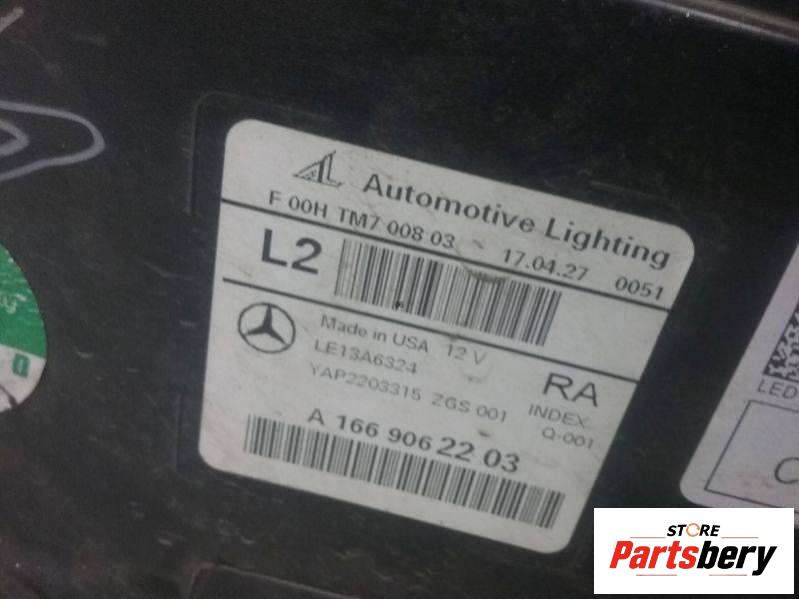 AL Automotive Lighting
F 00H TM7 008 03 17.04.27 0051
L2
Made in USA 12 V
LE13A6324
YAP2203315 ZGS 001
RA
INDEX:
Q-001
A 166 906 22 03
LED
STORE
Partsbery